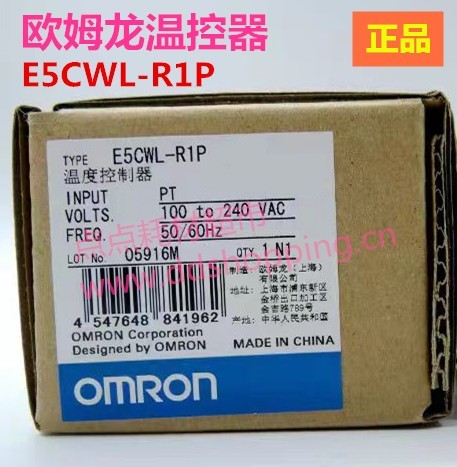 欧姆龙温控器
正品
E5CWL-R1P
TYPE E5CWL-R1P
温度控制器
INPUT PT
VOLTS. 100 to 240 VAC
FREQ. 50/60Hz
LOT No. 05916M QTY. 1 N1
制造: 欧姆龙(上海)
有限公司
地址: 上海市浦东新区
金桥出口加工区
金吉路789号
产地: 中华人民共和国
4 547648 841962
OMRON Corporation
Designed by OMRON
MADE IN CHINA
OMRON
www.ddshopping.cn